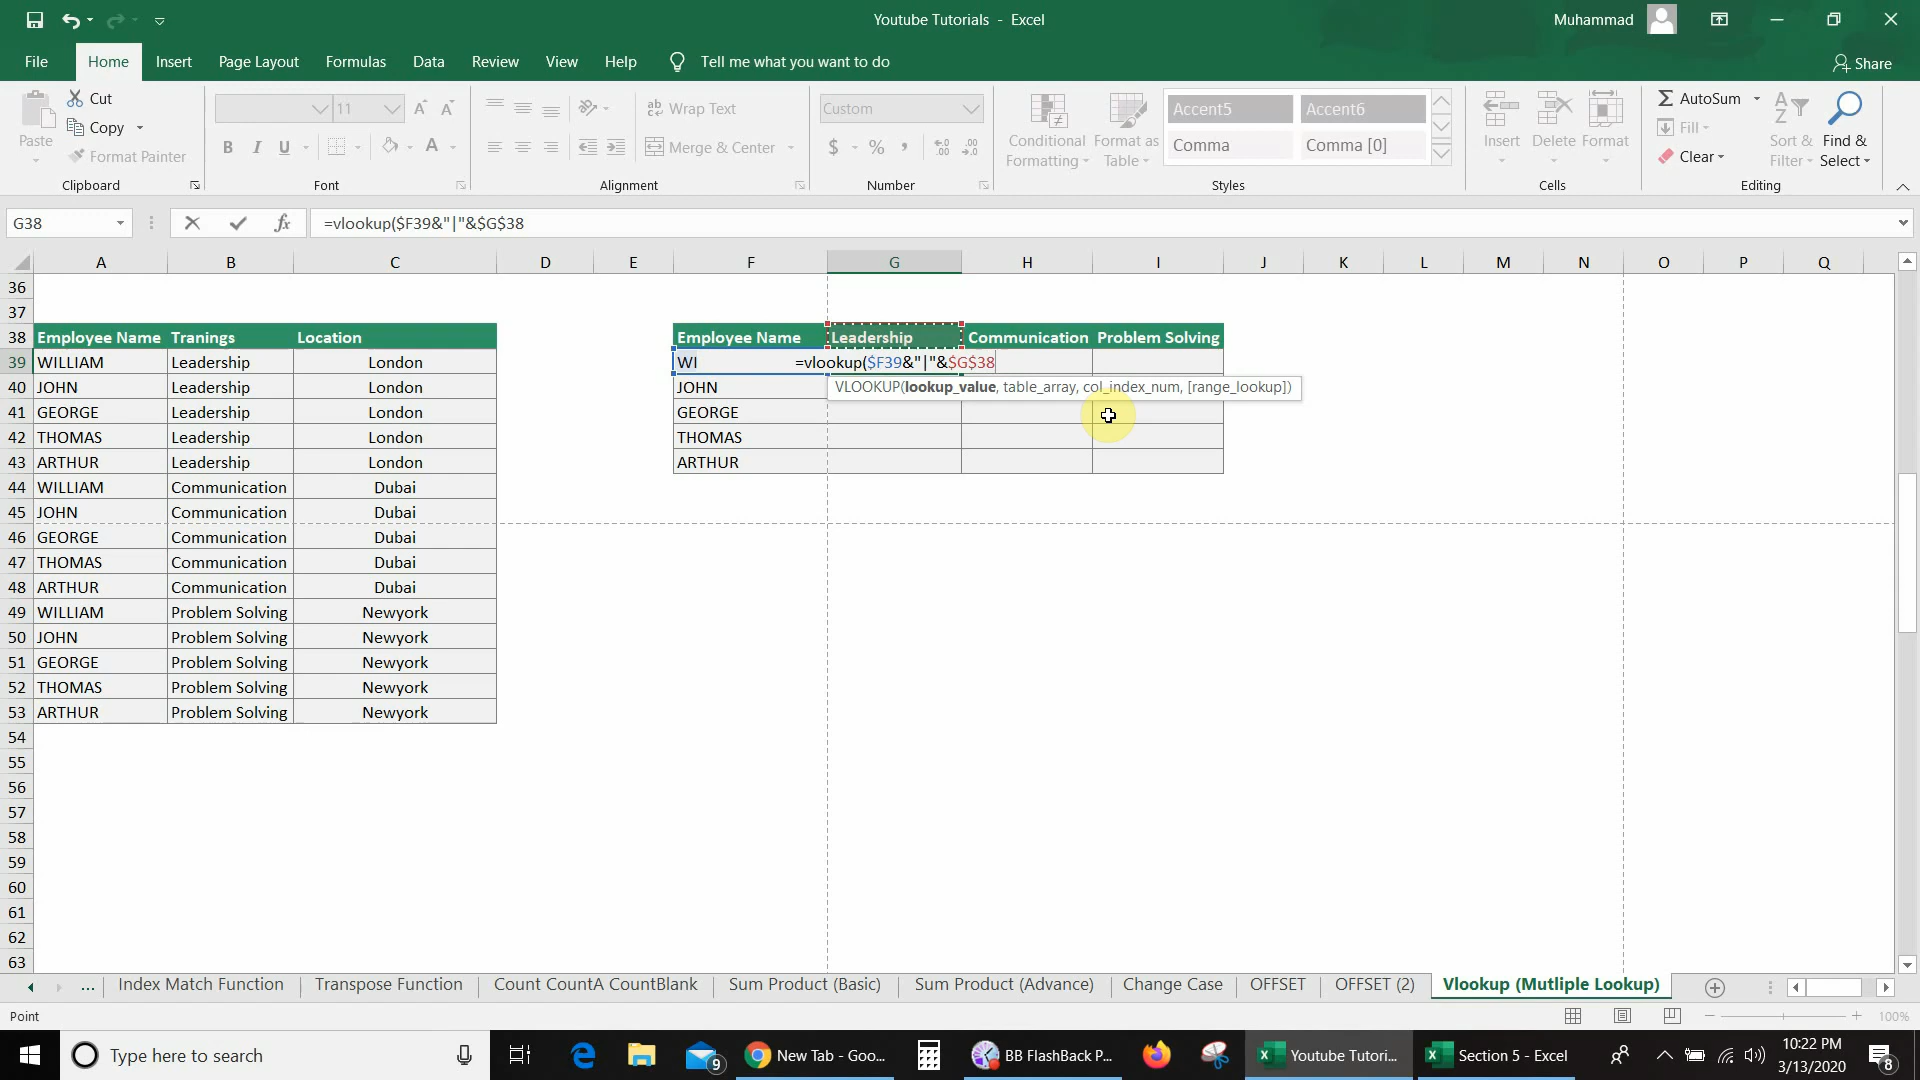 Youtube Tutorials - Excel
Muhammad
File Home Insert Page Layout Formulas Data Review View Help Tell me what you want to do
Share
Paste
Cut
Copy
Format Painter
Clipboard
11
B I U A
Font
Wrap Text
Merge & Center
Alignment
Custom
$ % ,
Number
Conditional Formatting
Format as Table
Accent5 Accent6
Comma Comma [0]
Styles
Insert Delete Format
Cells
AutoSum
Fill
Clear
Sort & Filter
Find & Select
Editing
G38 fx =vlookup($F39&"|"&$G$38
A B C D E F G H I J K L M N O P Q
36
37
38 Employee Name Tranings Location Employee Name Leadership Communication Problem Solving
39 WILLIAM Leadership London WI =vlookup($F39&"|"&$G$38
40 JOHN Leadership London JOHN VLOOKUP(lookup_value, table_array, col_index_num, [range_lookup])
41 GEORGE Leadership London GEORGE
42 THOMAS Leadership London THOMAS
43 ARTHUR Leadership London ARTHUR
44 WILLIAM Communication Dubai
45 JOHN Communication Dubai
46 GEORGE Communication Dubai
47 THOMAS Communication Dubai
48 ARTHUR Communication Dubai
49 WILLIAM Problem Solving Newyork
50 JOHN Problem Solving Newyork
51 GEORGE Problem Solving Newyork
52 THOMAS Problem Solving Newyork
53 ARTHUR Problem Solving Newyork
54
55
56
57
58
59
60
61
62
63
... Index Match Function Transpose Function Count CountA CountBlank Sum Product (Basic) Sum Product (Advance) Change Case OFFSET OFFSET (2) Vlookup (Mutliple Lookup)
Point 100%
Type here to search 9 New Tab - Goo... BB FlashBack P... Youtube Tutori... Section 5 - Excel 10:22 PM 8
3/13/2020